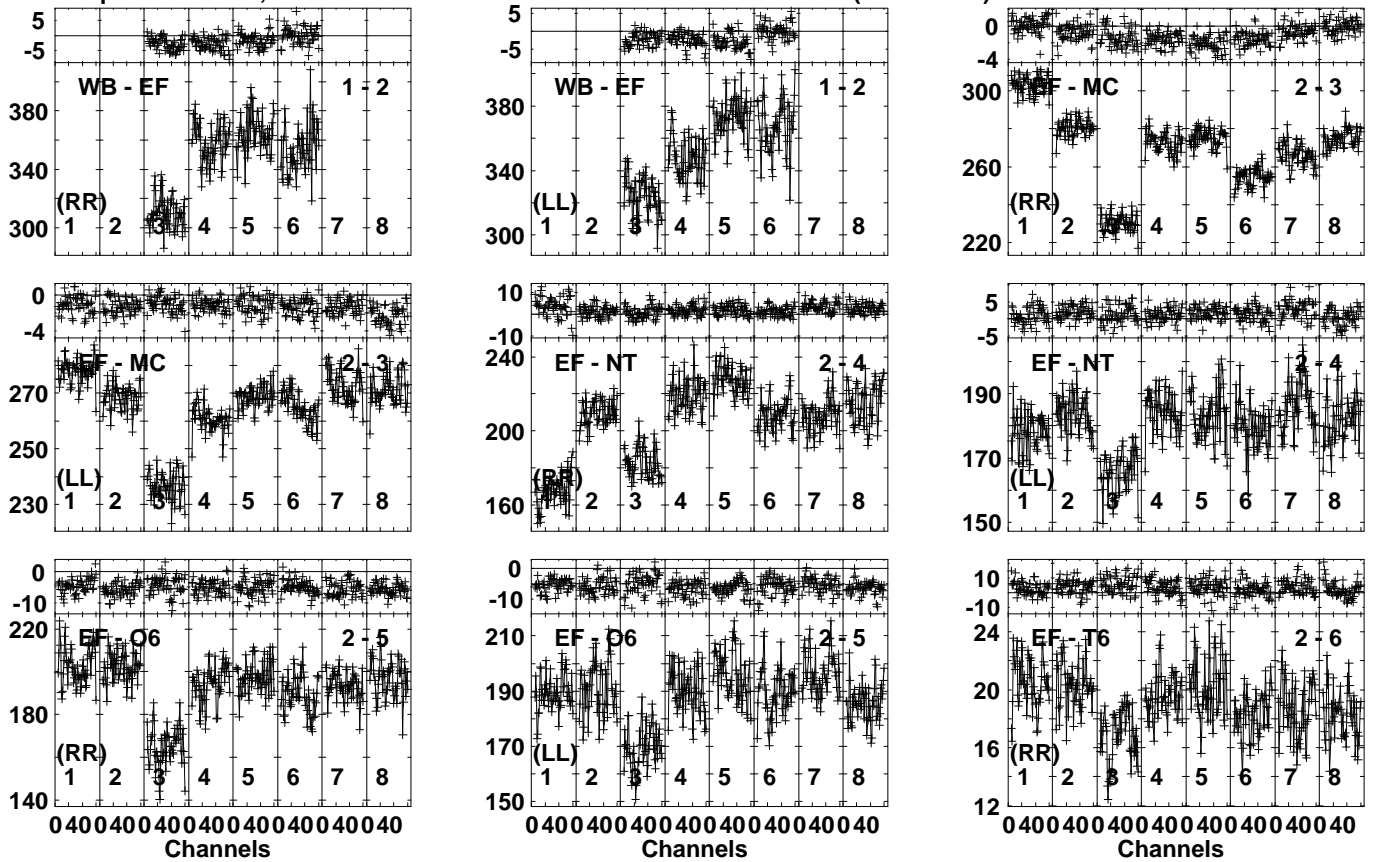 5
-5
WB - EF 1 - 2
380
340
300
(RR)
1 2 3 4 5 6 7 8
5
-5
WB - EF 1 - 2
380
340
300
(LL)
1 2 3 4 5 6 7 8
0
-4
EF - MC 2 - 3
300
260
220
(RR)
1 2 3 4 5 6 7 8
0
-4
EF - MC 2 - 3
270
250
230
(LL)
1 2 3 4 5 6 7 8
10
-10
EF - NT 2 - 4
240
200
160
(RR)
1 2 3 4 5 6 7 8
5
-5
EF - NT 2 - 4
190
170
150
(LL)
1 2 3 4 5 6 7 8
0
-10
EF - O6 2 - 5
220
180
140
(RR)
1 2 3 4 5 6 7 8
0 40 0 40 0 40 0 40 0 40 0 40 0 40 0 40
Channels
0
-10
EF - O6 2 - 5
210
190
170
150
(LL)
1 2 3 4 5 6 7 8
0 40 0 40 0 40 0 40 0 40 0 40 0 40 0 40
Channels
10
-10
EF - T6 2 - 6
24
20
16
12
(RR)
1 2 3 4 5 6 7 8
0 40 0 40 0 40 0 40 0 40 0 40 0 40 0 40
Channels